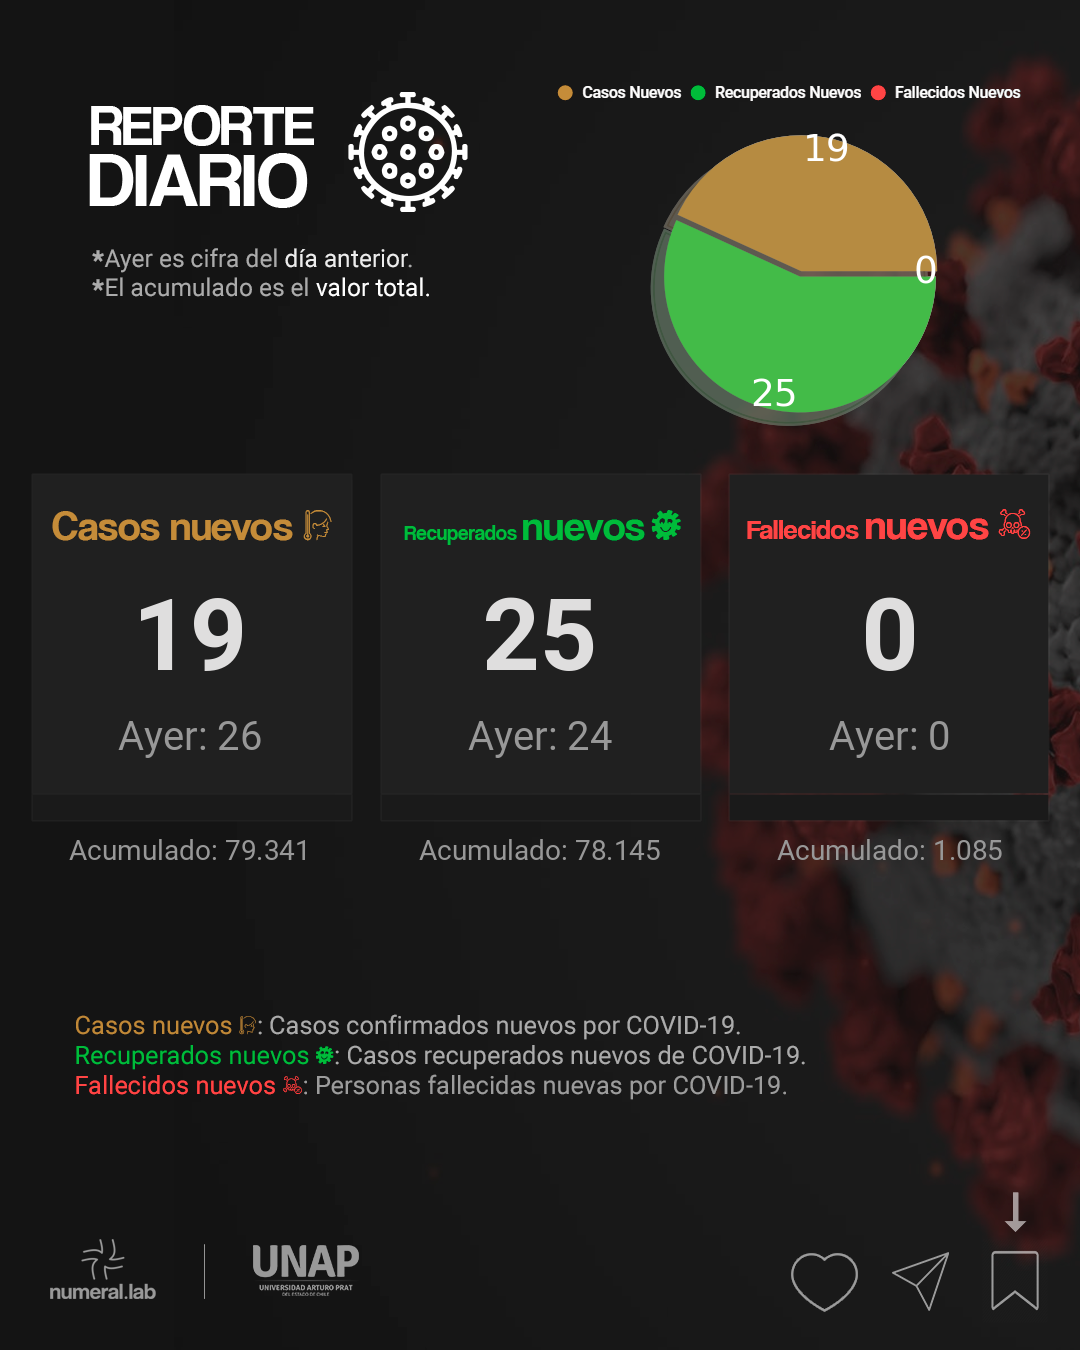 REPORTE
DIARIO
*Ayer es cifra del día anterior.
*El acumulado es el valor total.
Casos Nuevos Recuperados Nuevos Fallecidos Nuevos
19
0
25
Casos nuevos
19
Ayer: 26
Acumulado: 79.341
Recuperados nuevos
25
Ayer: 24
Acumulado: 78.145
Fallecidos nuevos
0
Ayer: 0
Acumulado: 1.085
Casos nuevos : Casos confirmados nuevos por COVID-19.
Recuperados nuevos : Casos recuperados nuevos de COVID-19.
Fallecidos nuevos : Personas fallecidas nuevas por COVID-19.
numeral.lab
UNAP
UNIVERSIDAD ARTURO PRAT
DEL ESTADO DE CHILE